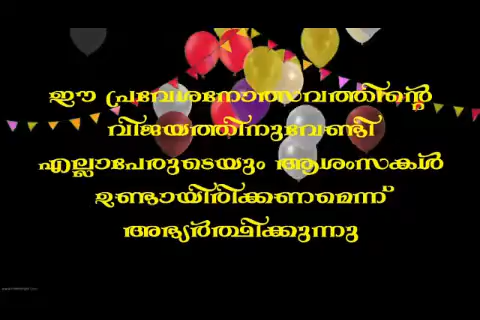 ഈ പ്രവേശനോത്സവത്തിന്റെ
വിജയത്തിനുവേണ്ടി
എല്ലാപേരുടെയും ആശംസകൾ
ഉണ്ടായിരിക്കണമെന്ന്
അഭ്യർത്ഥിക്കുന്നു